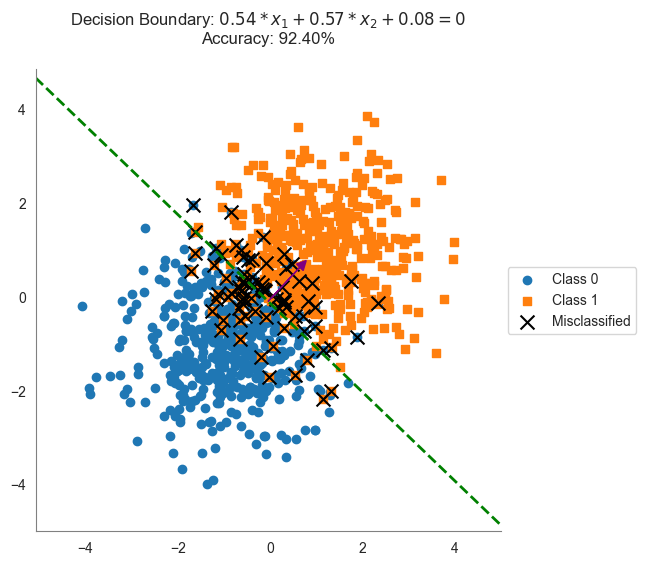 Decision Boundary: 0.54 * x₁ + 0.57 * x₂ + 0.08 = 0
Accuracy: 92.40%
4
2
0
−2
−4
−4
−2
0
2
4
Class 0
Class 1
Misclassified